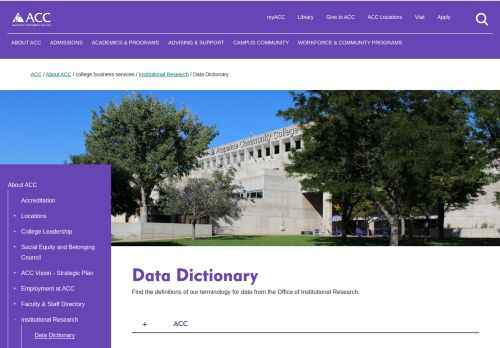 ACC
myACC Library Give to ACC ACC Locations Visit Apply
ABOUT ACC ADMISSIONS ACADEMICS & PROGRAMS ADVISING & SUPPORT CAMPUS COMMUNITY WORKFORCE & COMMUNITY PROGRAMS
ACC / About ACC / college business services / Institutional Research / Data Dictionary
Arapahoe Community College
About ACC
Accreditation
+ Locations
+ College Leadership
+ Social Equity and Belonging
Council
+ ACC Vision - Strategic Plan
+ Employment at ACC
+ Faculty & Staff Directory
- Institutional Research
Data Dictionary
Data Dictionary
Find the definitions of our terminology for data from the Office of Institutional Research.
+ ACC